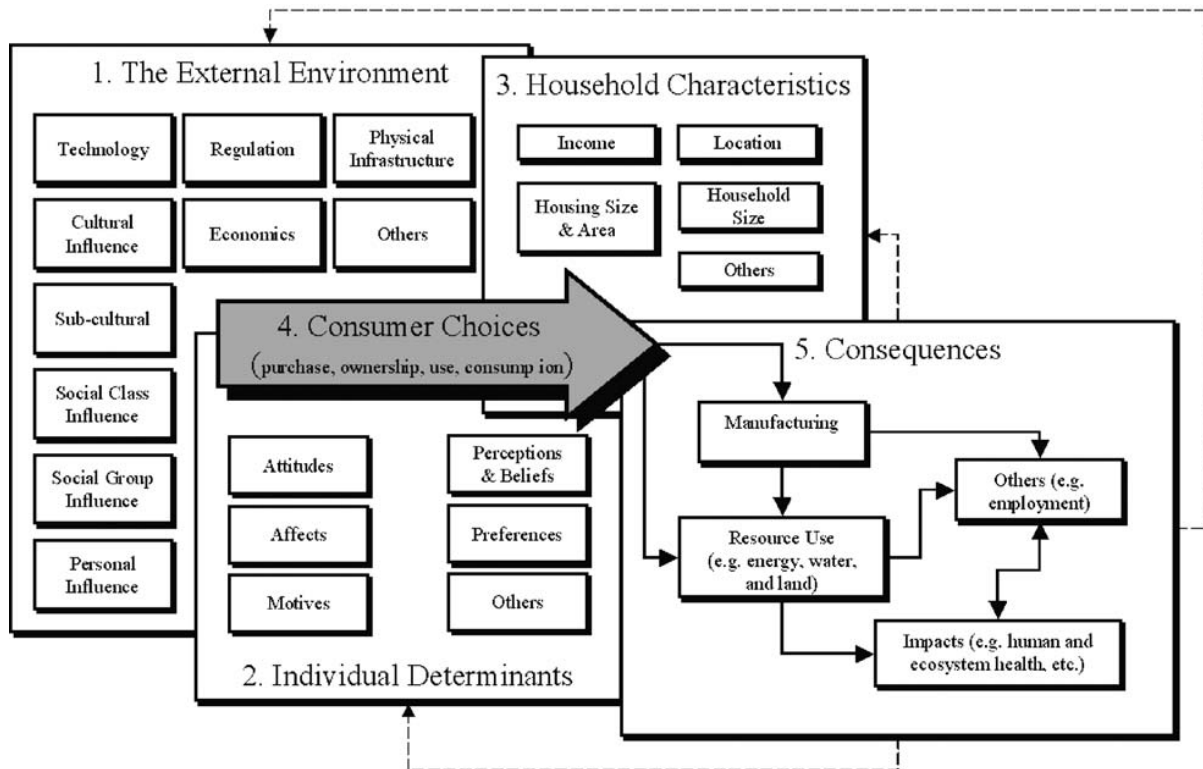 1. The External Environment
Technology
Regulation
Physical
Infrastructure
Cultural
Influence
Economics
Others
Sub-cultural
Social Class
Influence
Social Group
Influence
Personal
Influence
3. Household Characteristics
Income
Location
Housing Size
& Area
Household
Size
Others
4. Consumer Choices
(purchase, ownership, use, consump ion)
Attitudes
Perceptions
& Beliefs
Affects
Preferences
Motives
Others
2. Individual Determinants
5. Consequences
Manufacturing
Others (e.g.
employment)
Resource Use
(e.g. energy, water,
and land)
Impacts (e.g. human and
ecosystem health, etc.)